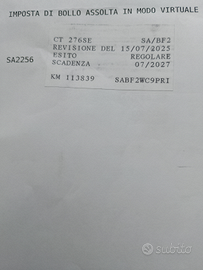 IMPOSTA DI BOLLO ASSOLTA IN MODO VIRTUALE
CT 276SE SA/BF2
REVISIONE DEL 15/07/2025
ESITO REGOLARE
SA2256
SCADENZA 07/2027
KM 113839 SABF2WC9PRI
subito